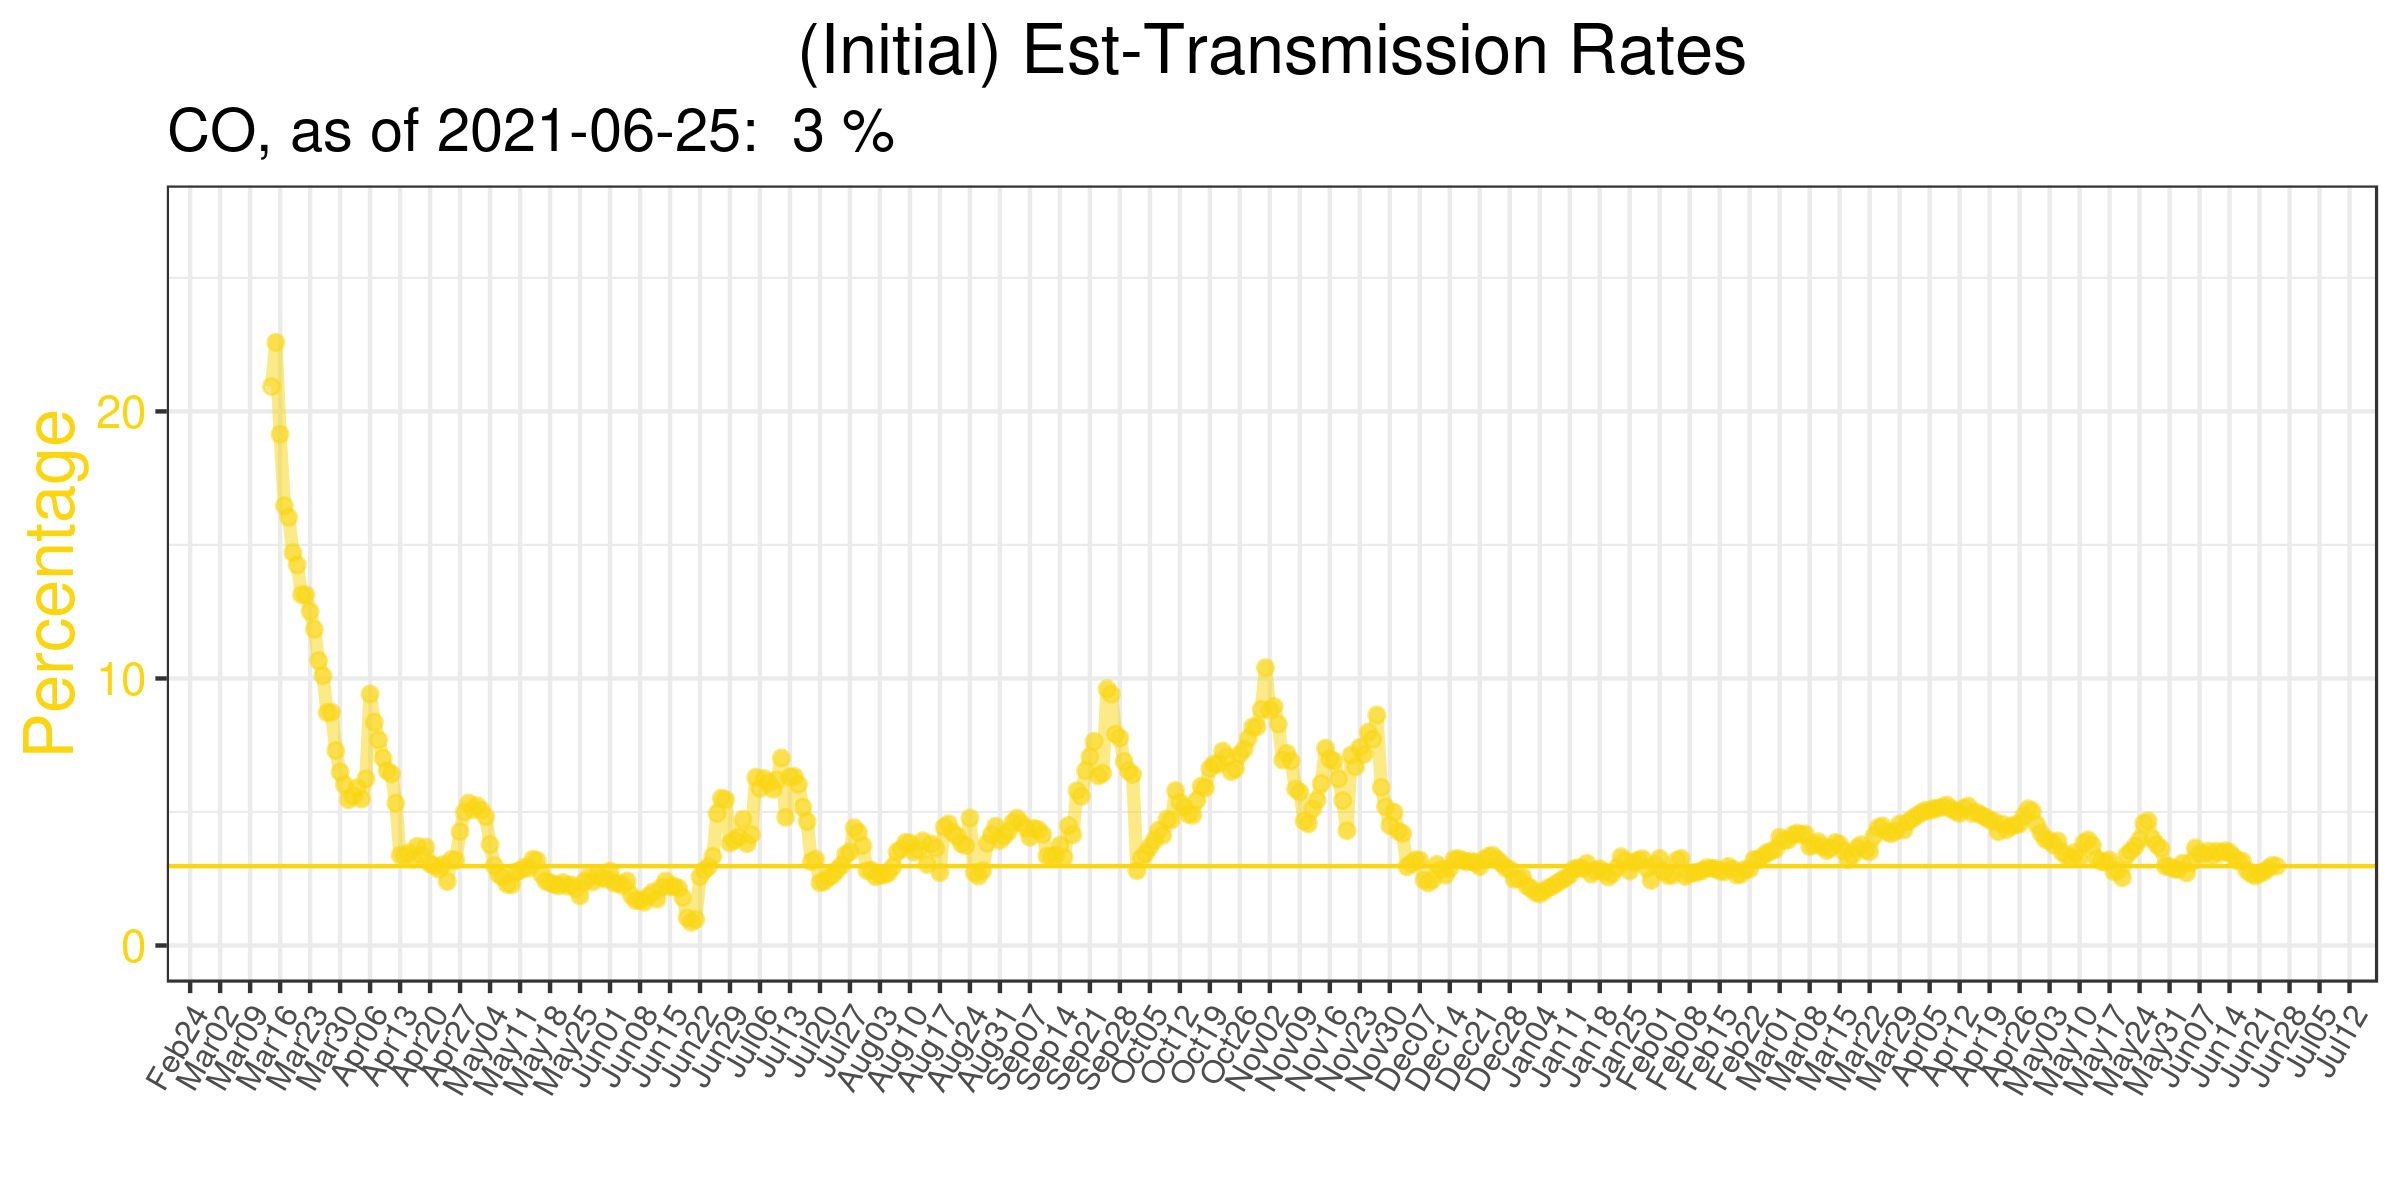 (Initial) Est-Transmission Rates
CO, as of 2021-06-25: 3 %
Percentage
20
10
0
Feb24
Mar02
Mar09
Mar16
Mar23
Mar30
Apr06
Apr13
Apr20
Apr27
May04
May11
May18
May25
Jun01
Jun08
Jun15
Jun22
Jun29
Jul06
Jul13
Jul20
Jul27
Aug03
Aug10
Aug17
Aug24
Aug31
Sep07
Sep14
Sep21
Sep28
Oct05
Oct12
Oct19
Oct26
Nov02
Nov09
Nov16
Nov23
Nov30
Dec07
Dec14
Dec21
Dec28
Jan04
Jan11
Jan18
Jan25
Feb01
Feb08
Feb15
Feb22
Mar01
Mar08
Mar15
Mar22
Mar29
Apr05
Apr12
Apr19
Apr26
May03
May10
May17
May24
May31
Jun07
Jun14
Jun21
Jun28
Jul05
Jul12